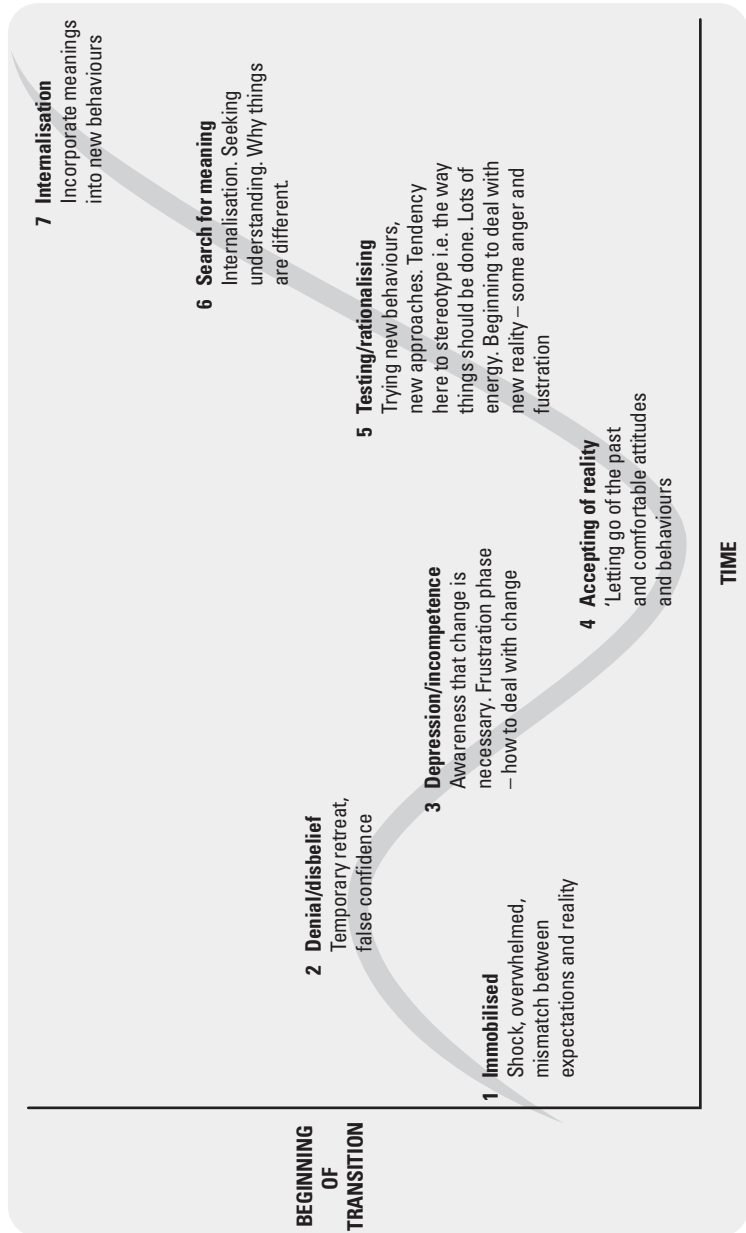 BEGINNING
OF
TRANSITION
1 Immobilised
Shock, overwhelmed,
mismatch between
expectations and reality
2 Denial/disbelief
Temporary retreat,
false confidence
3 Depression/incompetence
Awareness that change is
necessary. Frustration phase
– how to deal with change
4 Accepting of reality
'Letting go of the past
and comfortable attitudes
and behaviours
5 Testing/rationalising
Trying new behaviours,
new approaches. Tendency
here to stereotype i.e. the way
things should be done. Lots of
energy. Beginning to deal with
new reality – some anger and
fustration
6 Search for meaning
Internalisation. Seeking
understanding. Why things
are different.
7 Internalisation
Incorporate meanings
into new behaviours
TIME